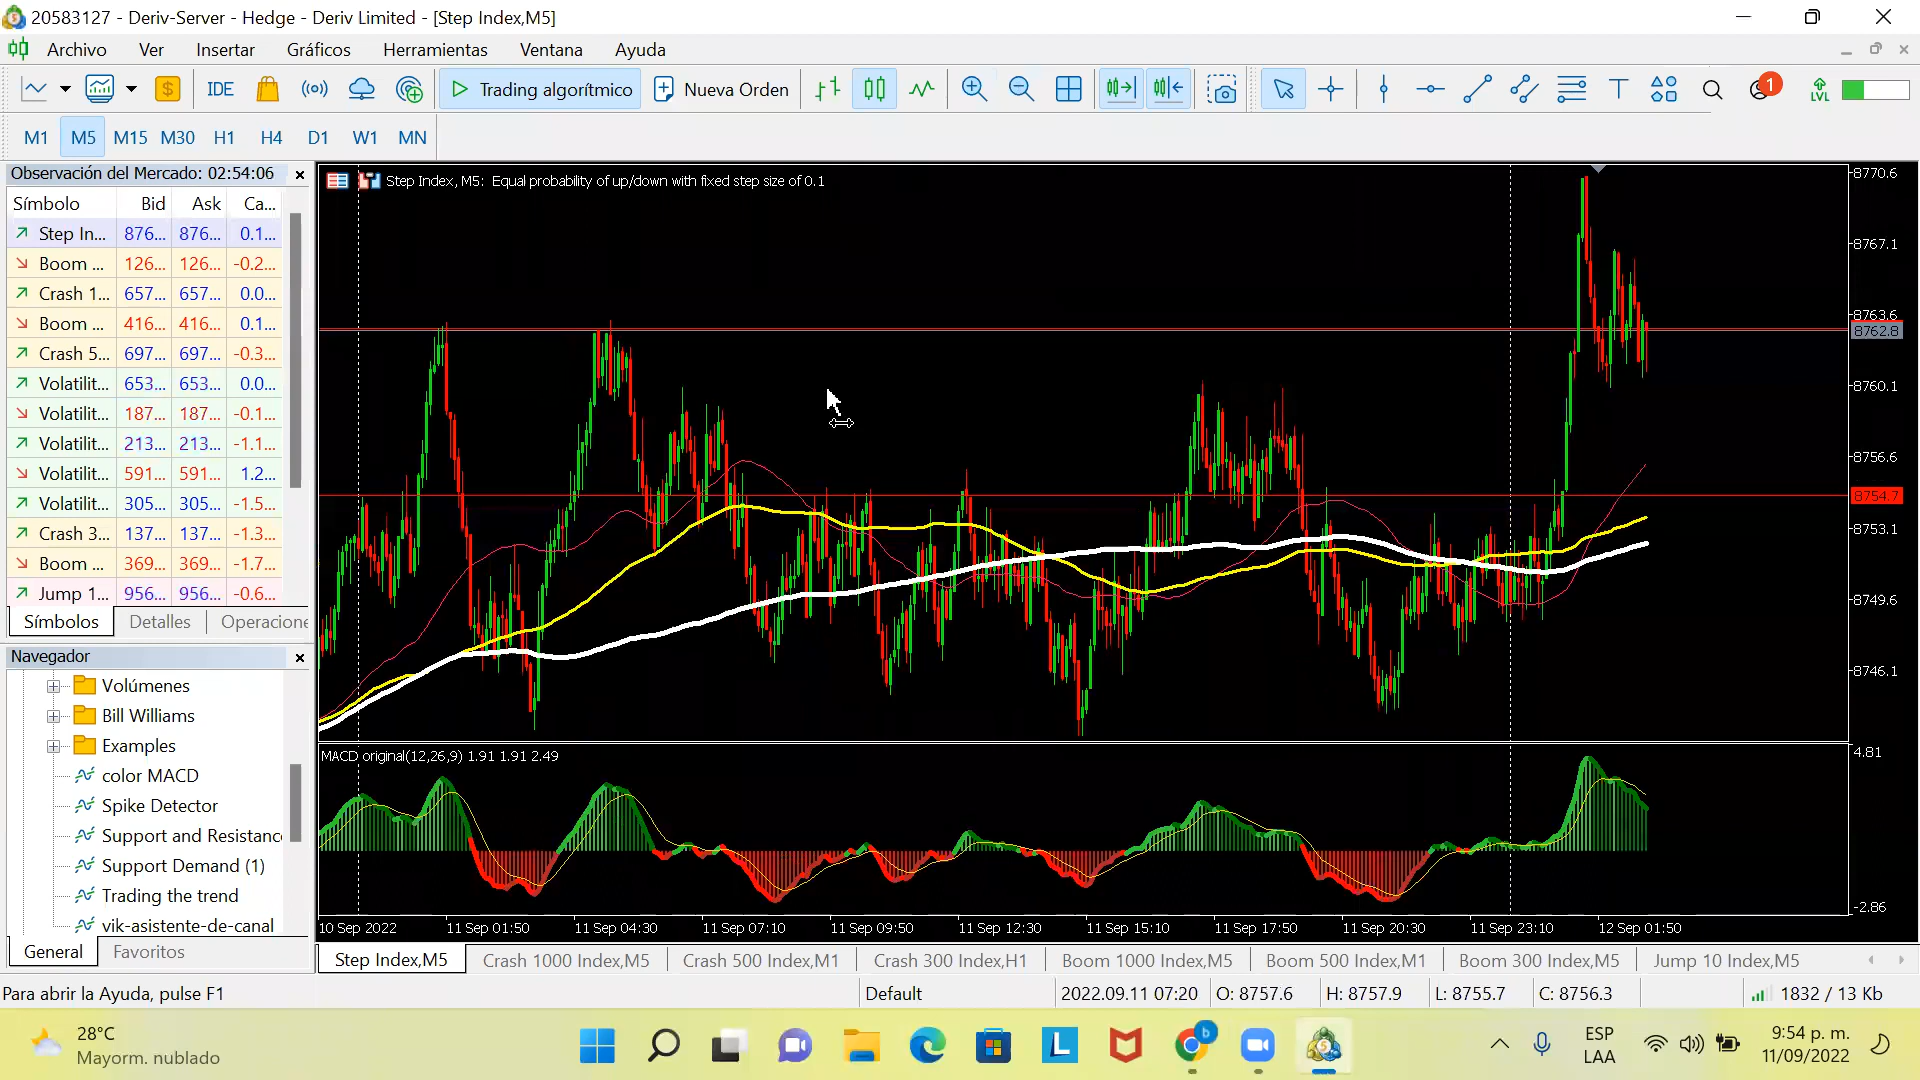 20583127 - Deriv-Server - Hedge - Deriv Limited - [Step Index,M5]
Archivo Ver Insertar Gráficos Herramientas Ventana Ayuda
IDE Trading algorítmico Nueva Orden T 1 LVL
M1 M5 M15 M30 H1 H4 D1 W1 MN
Observación del Mercado: 02:54:06
Símbolo Bid Ask Ca...
Step In... 876... 876... 0.1...
Boom ... 126... 126... -0.2...
Crash 1... 657... 657... 0.0...
Boom ... 416... 416... 0.1...
Crash 5... 697... 697... -0.3...
Volatilit... 653... 653... 0.0...
Volatilit... 187... 187... -0.1...
Volatilit... 213... 213... -1.1...
Volatilit... 591... 591... 1.2...
Volatilit... 305... 305... -1.5...
Crash 3... 137... 137... -1.3...
Boom ... 369... 369... -1.7...
Jump 1... 956... 956... -0.6...
Símbolos Detalles Operacione
Navegador
Volúmenes
Bill Williams
Examples
color MACD
Spike Detector
Support and Resistanc
Support Demand (1)
Trading the trend
vik-asistente-de-canal
General Favoritos
Step Index, M5: Equal probability of up/down with fixed step size of 0.1
8770.6
8767.1
8763.6
8762.8
8760.1
8756.6
8754.7
8753.1
8749.6
8746.1
MACD original(12,26,9) 1.91 1.91 2.49
4.81
-2.86
10 Sep 2022 11 Sep 01:50 11 Sep 04:30 11 Sep 07:10 11 Sep 09:50 11 Sep 12:30 11 Sep 15:10 11 Sep 17:50 11 Sep 20:30 11 Sep 23:10 12 Sep 01:50
Step Index,M5 Crash 1000 Index,M5 Crash 500 Index,M1 Crash 300 Index,H1 Boom 1000 Index,M5 Boom 500 Index,M1 Boom 300 Index,M5 Jump 10 Index,M5
Para abrir la Ayuda, pulse F1 Default 2022.09.11 07:20 O: 8757.6 H: 8757.9 L: 8755.7 C: 8756.3 1832 / 13 Kb
28°C
Mayorm. nublado
L
b
ESP
LAA
9:54 p. m.
11/09/2022